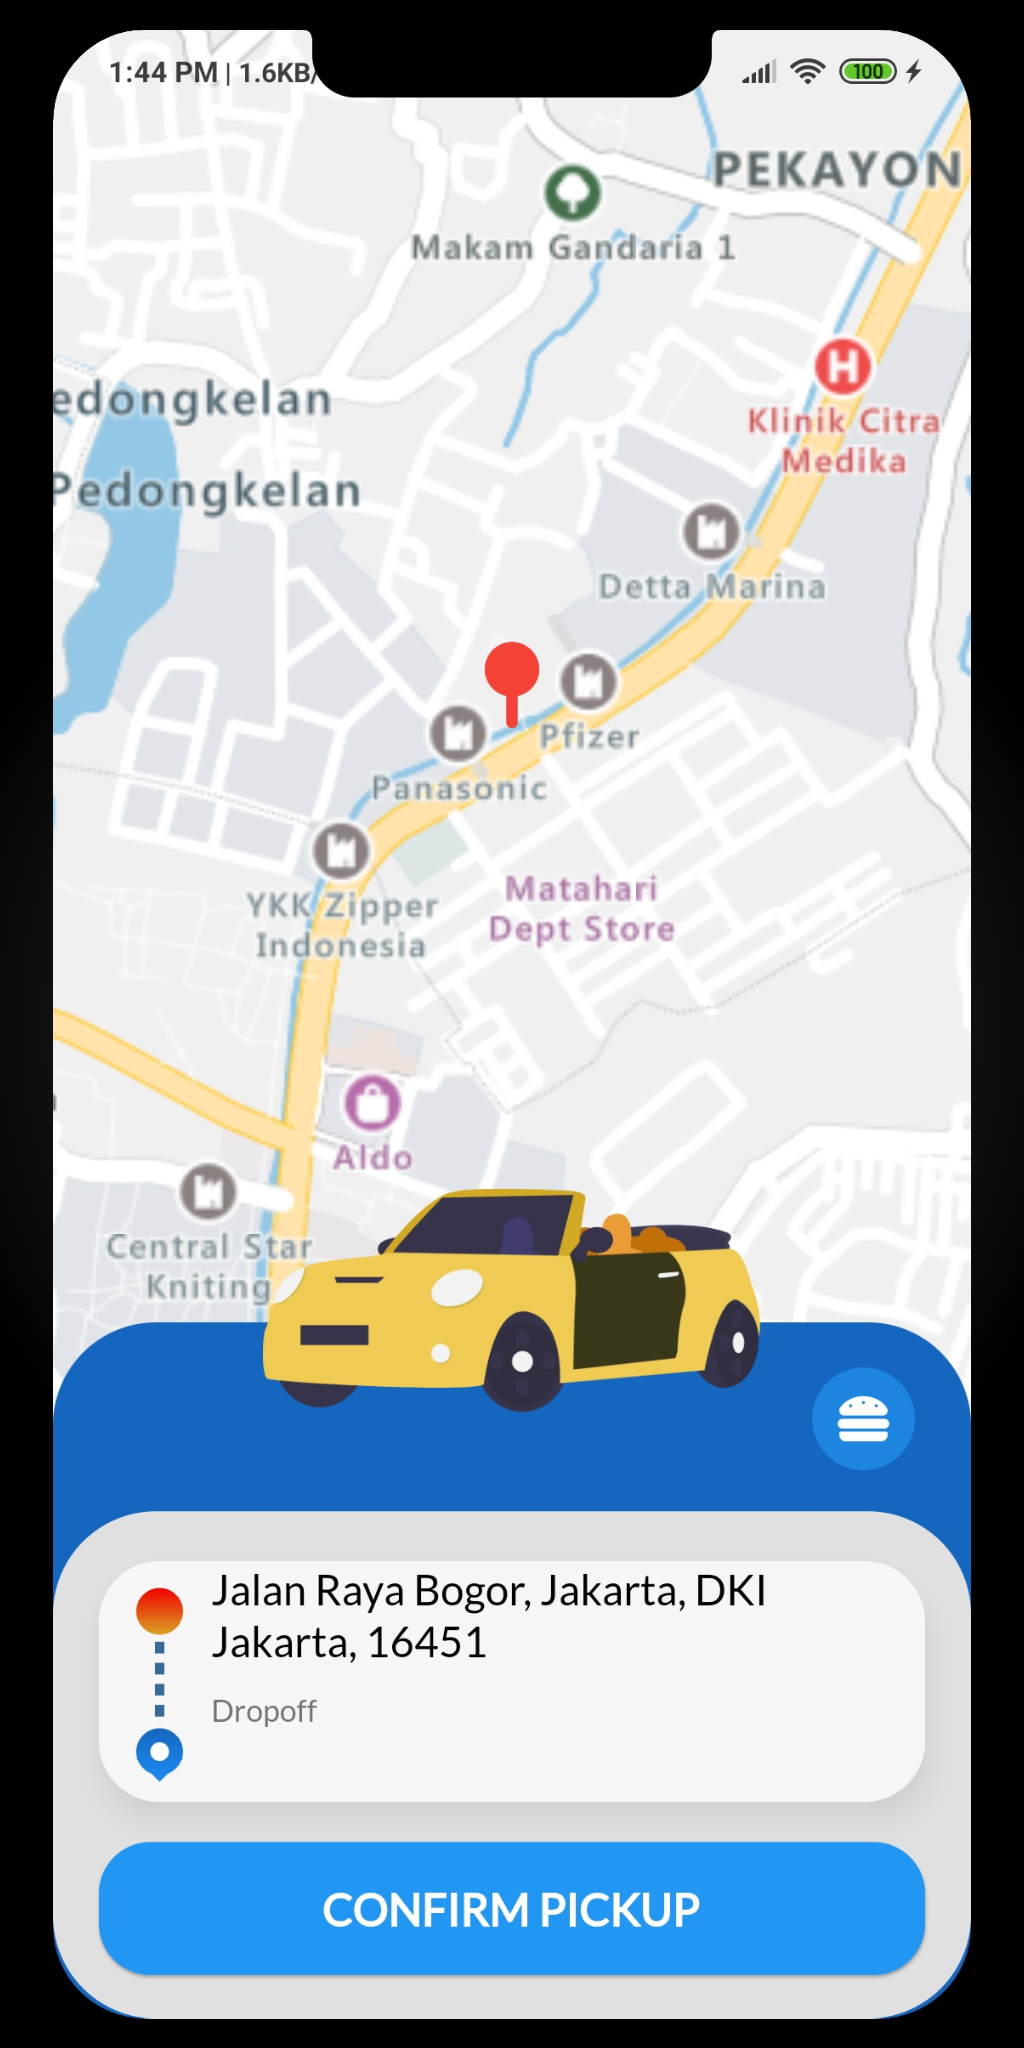 1:44 PM | 1.6KB/
100
PEKAYON
Makam Gandaria 1
edongkelan
Klinik Citra
Medika
Pedongkelan
Detta Marina
Pfizer
Panasonic
Matahari
Dept Store
YKK Zipper
Indonesia
Aldo
Central Star
Kniting
Jalan Raya Bogor, Jakarta, DKI
Jakarta, 16451
Dropoff
CONFIRM PICKUP